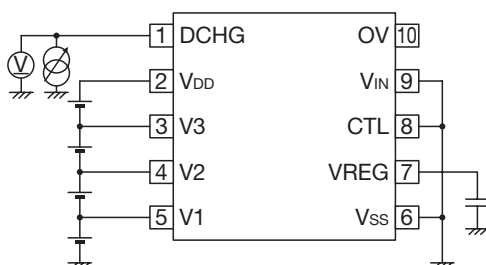 1 DCHG OV 10
V
2 VDD VIN 9
3 V3 CTL 8
4 V2 VREG 7
5 V1 VSS 6